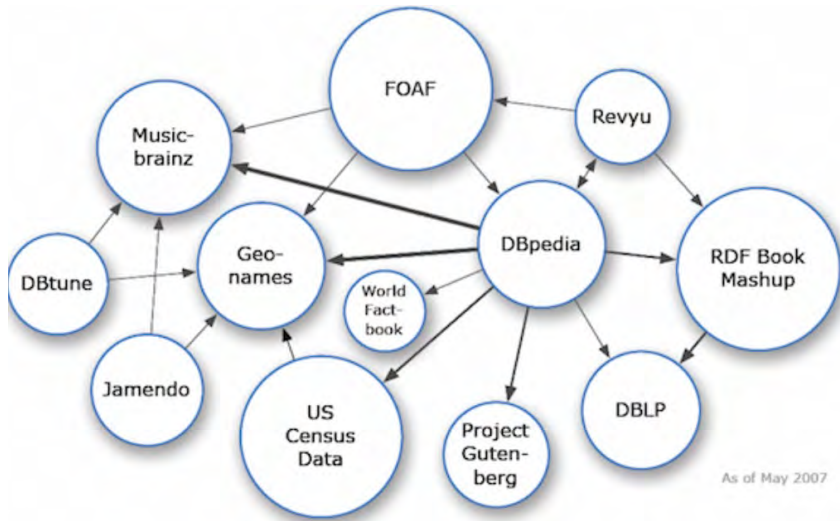 FOAF
Music-
brainz
Revyu
DBpedia
Geo-
names
RDF Book
Mashup
DBtune
World
Fact-
book
Jamendo
US
Census
Data
Project
Guten-
berg
DBLP
As of May 2007